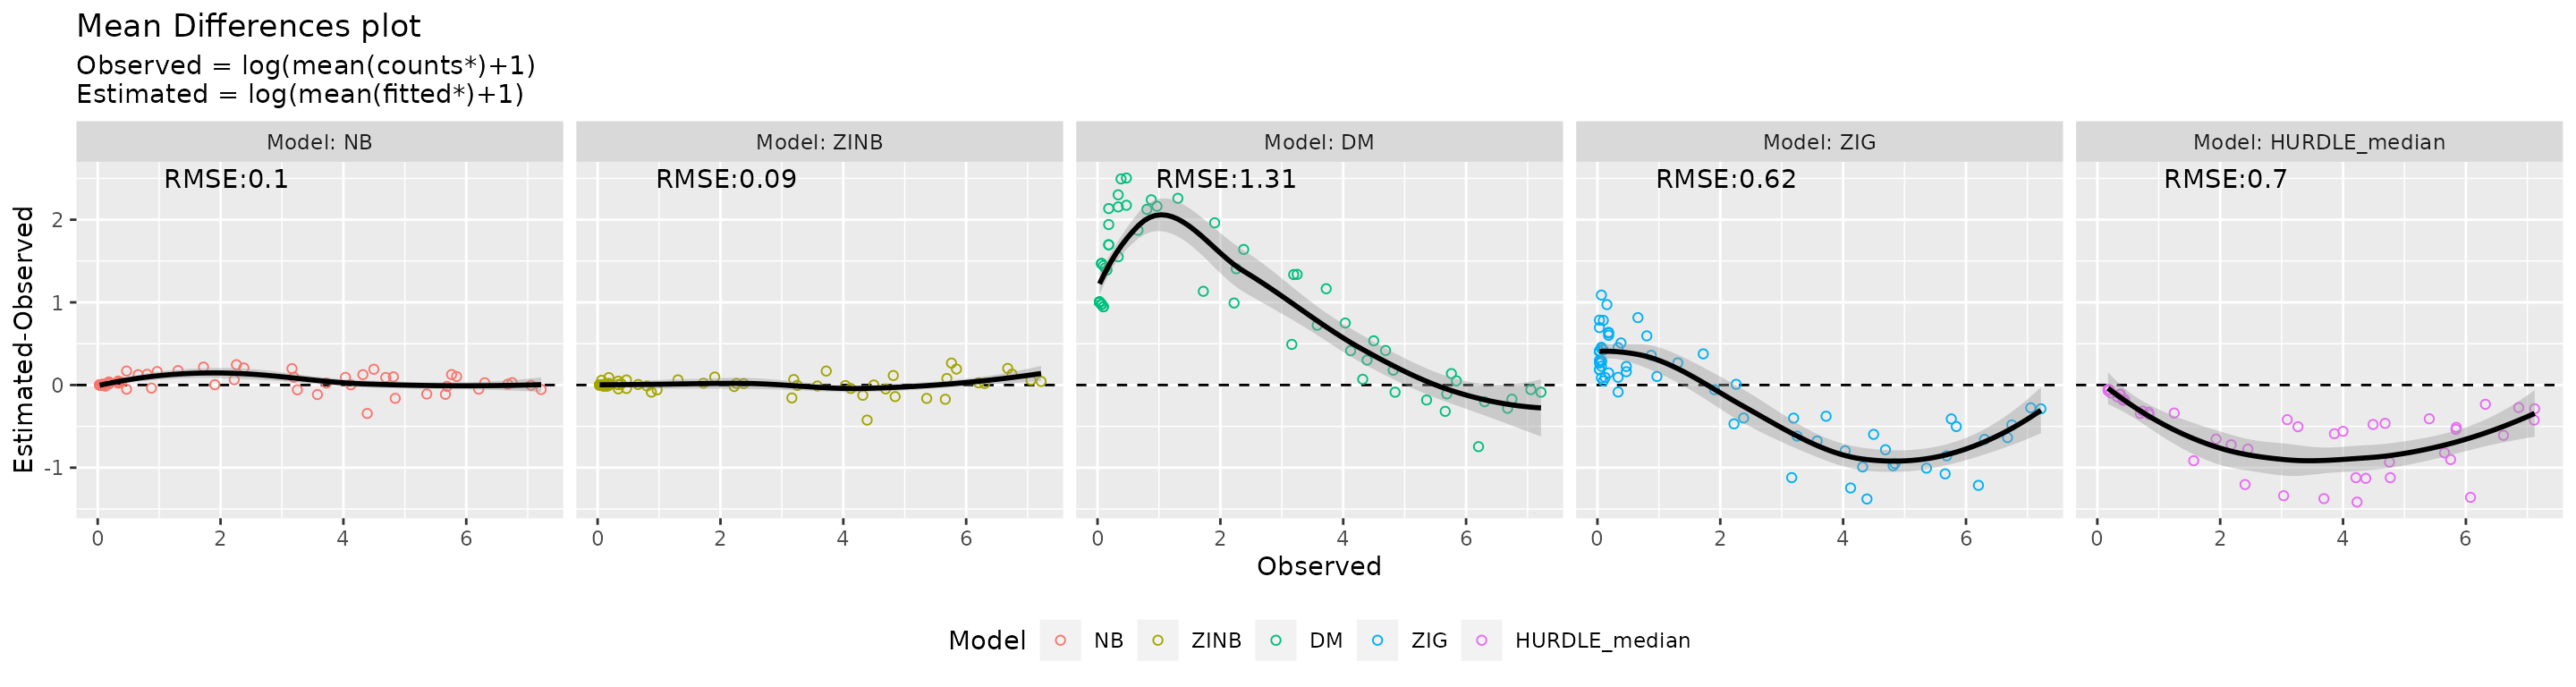 Mean Differences plot
Observed = log(mean(counts*)+1)
Estimated = log(mean(fitted*)+1)
Model: NB
Model: ZINB
Model: DM
Model: ZIG
Model: HURDLE_median
RMSE:0.1
RMSE:0.09
RMSE:1.31
RMSE:0.62
RMSE:0.7
Estimated-Observed
2
1
0
-1
0 2 4 6
0 2 4 6
0 2 4 6
0 2 4 6
0 2 4 6
Observed
Model NB ZINB DM ZIG HURDLE_median